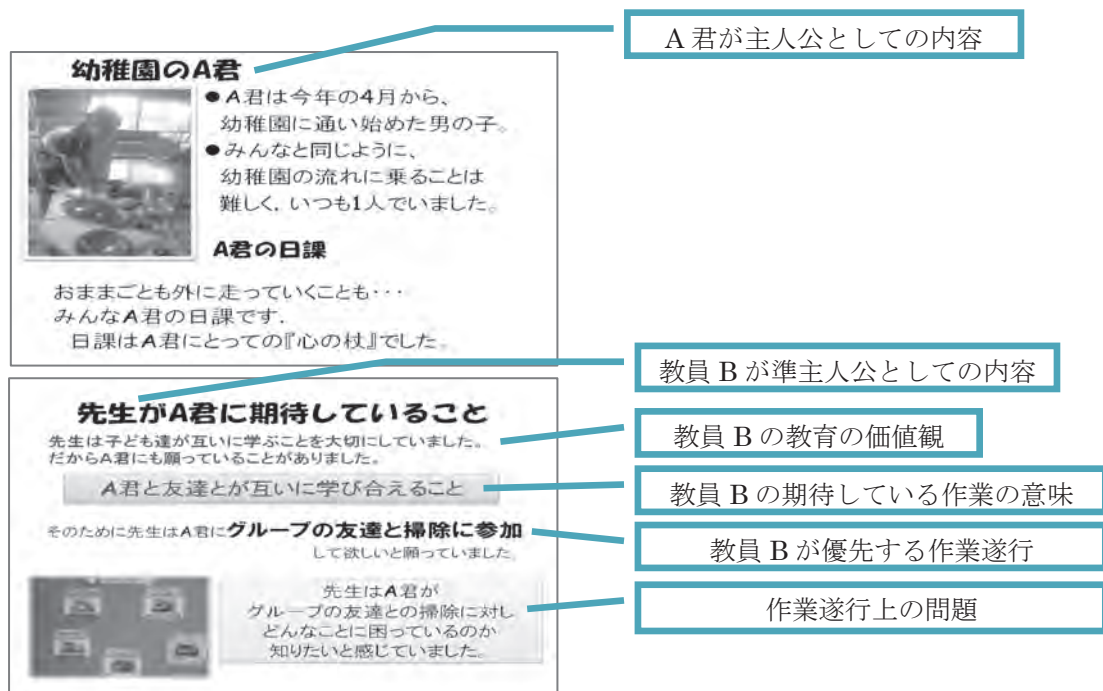 A 君が主人公としての内容
幼稚園のA君
●A君は今年の4月から、
幼稚園に通い始めた男の子。
●みんなと同じように、
幼稚園の流れに乗ることは
難しく、いつも1人でいました。
A君の日課
おままごとも外に走っていくことも・・・
みんなA君の日課です.
日課はA君にとっての『心の杖』でした。
教員 B が準主人公としての内容
先生がA君に期待していること
先生は子ども達が互いに学ぶことを大切にしていました。
だからA君にも願っていることがありました。
教員 B の教育の価値観
A君と友達とが互いに学び合えること
教員 B の期待している作業の意味
そのために先生はA君にグループの友達と掃除に参加
して欲しいと願っていました。
教員 B が優先する作業遂行
先生はA君が
グループの友達との掃除に対し
どんなことに困っているのか
知りたいと感じていました。
作業遂行上の問題